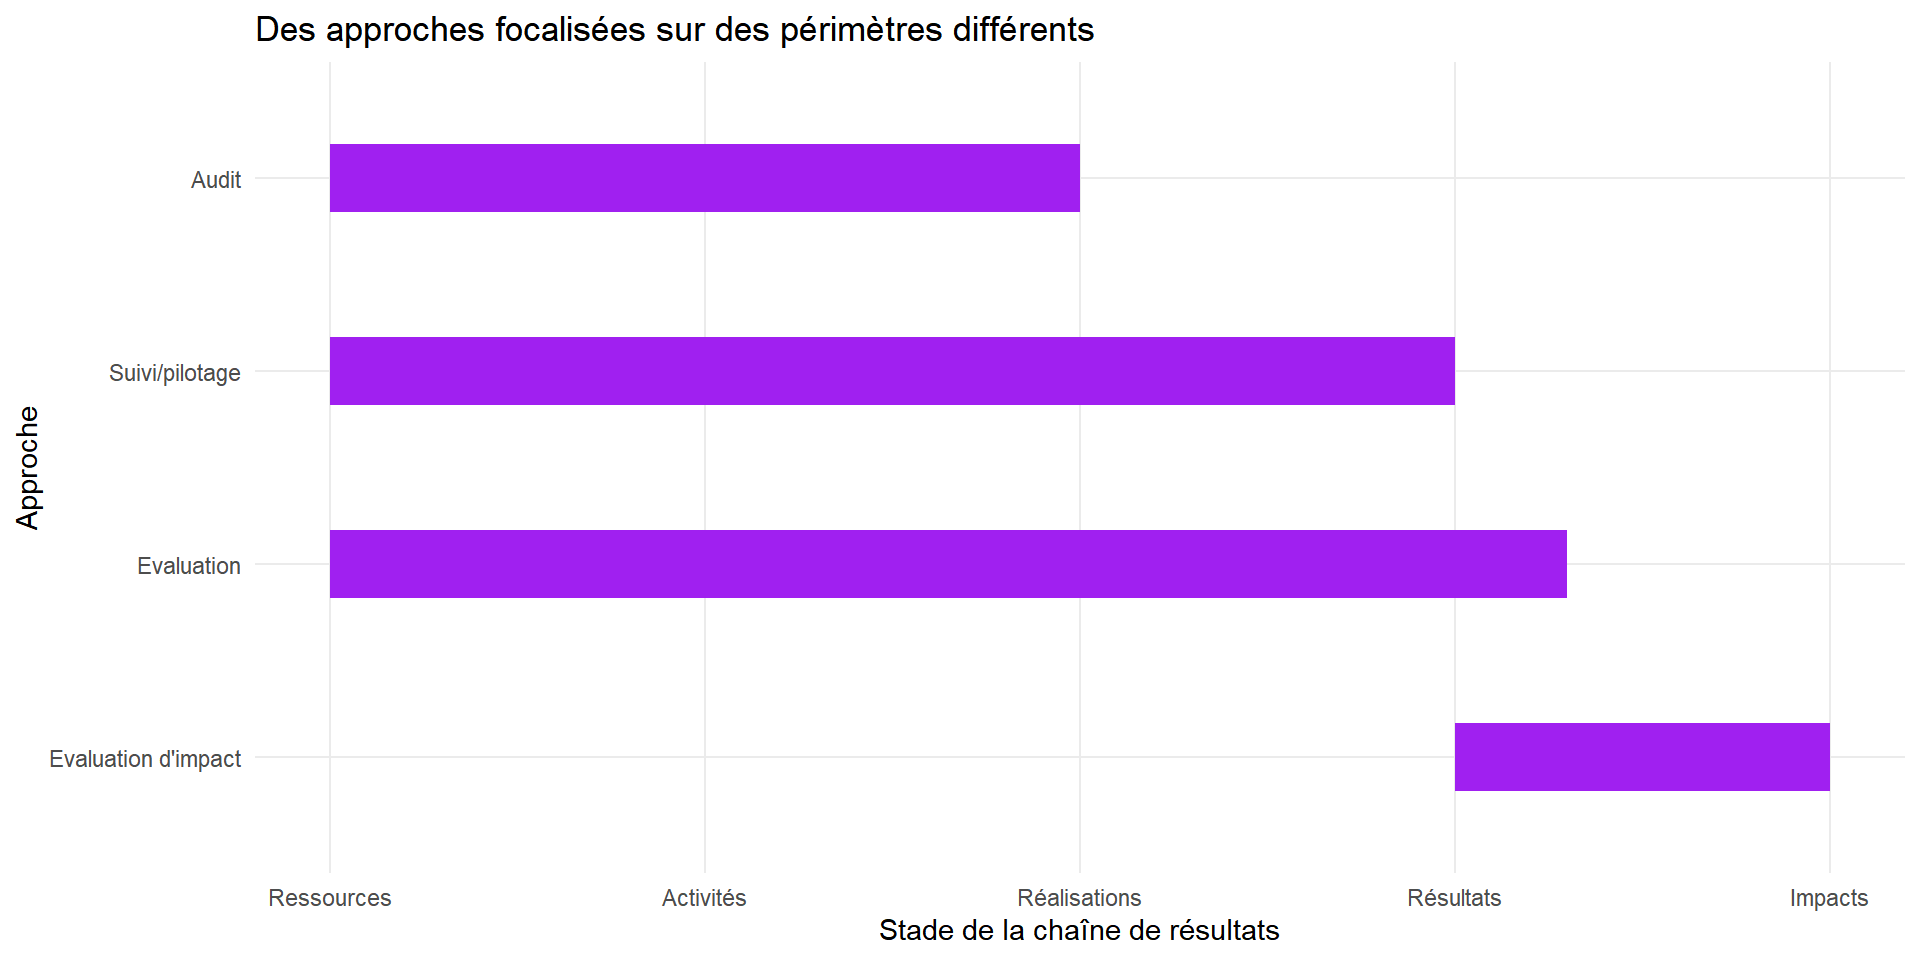 Des approches focalisées sur des périmètres différents
Approche
Audit
Suivi/pilotage
Evaluation
Evaluation d'impact
Ressources
Activités
Réalisations
Résultats
Impacts
Stade de la chaîne de résultats